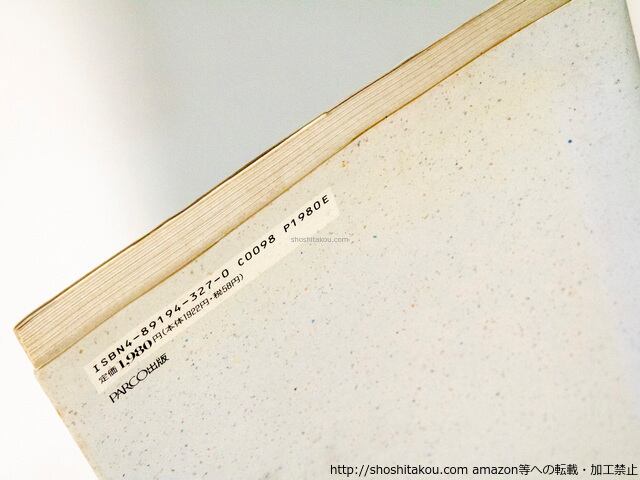 ISBN4-89194-327-0 C0098 P1980E
定価1,980円(本体1922円・税58円)
PARCO出版
shoshitakou.com
http://shoshitakou.com amazon等への転載・加工禁止